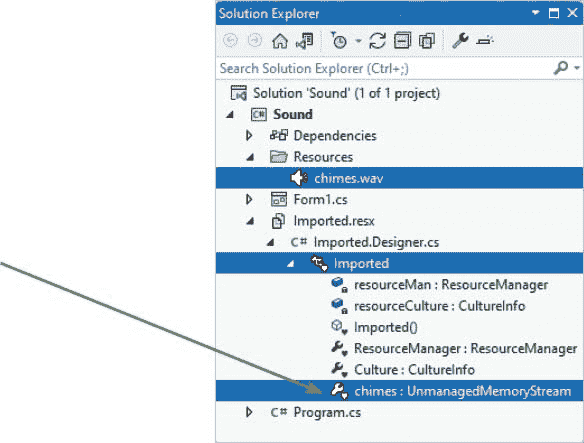 Solution Explorer
Search Solution Explorer (Ctrl+;)
Solution 'Sound' (1 of 1 project)
C# Sound
Dependencies
Resources
chimes.wav
Form1.cs
Imported.resx
C# Imported.Designer.cs
Imported
resourceMan : ResourceManager
resourceCulture : CultureInfo
Imported()
ResourceManager : ResourceManager
Culture : CultureInfo
chimes : UnmanagedMemoryStream
C# Program.cs